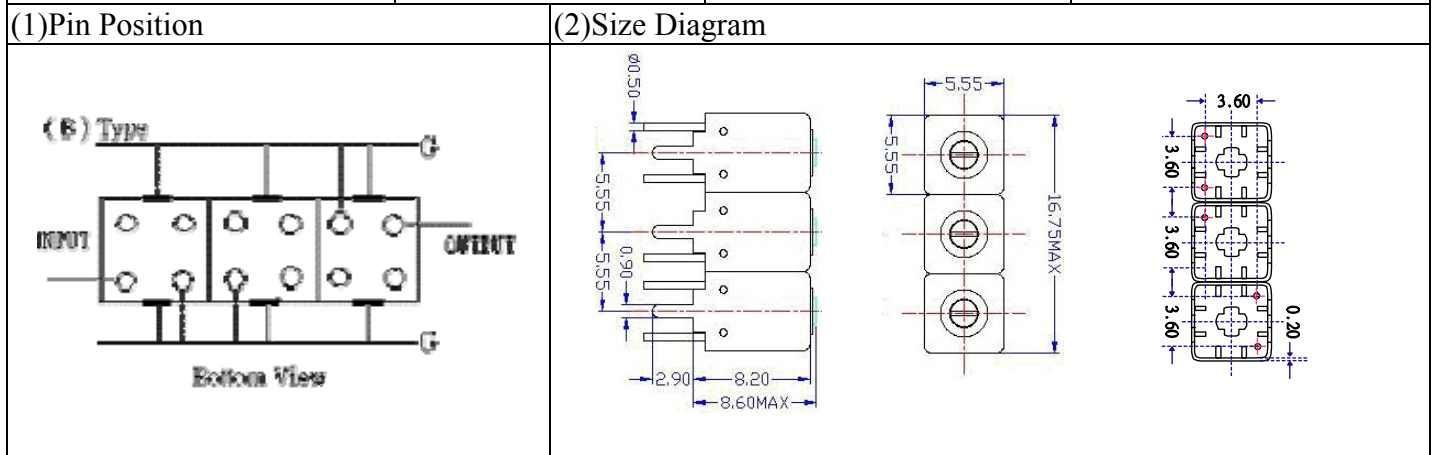 (1)Pin Position
(2)Size Diagram
(B) Type
G
INPUT
OUTPUT
G
Bottom View
ø0.50
5.55
5.55
0.90
2.90
8.20
8.60MAX
5.55
5.55
16.75MAX
3.60
3.60
3.60
3.60
0.20